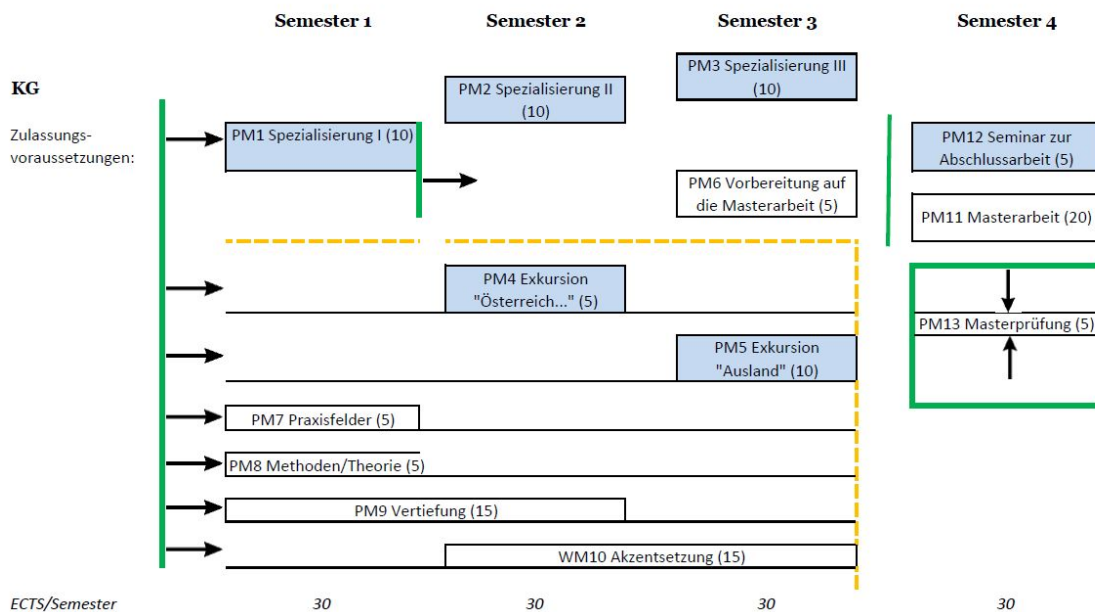 Semester 1
Semester 2
Semester 3
Semester 4
KG
Zulassungs-
voraussetzungen:
PM1 Spezialisierung I (10)
PM2 Spezialisierung II
(10)
PM3 Spezialisierung III
(10)
PM12 Seminar zur
Abschlussarbeit (5)
PM6 Vorbereitung auf
die Masterarbeit (5)
PM11 Masterarbeit (20)
PM4 Exkursion
"Österreich..." (5)
PM13 Masterprüfung (5)
PM5 Exkursion
"Ausland" (10)
PM7 Praxisfelder (5)
PM8 Methoden/Theorie (5)
PM9 Vertiefung (15)
WM10 Akzentsetzung (15)
ECTS/Semester
30
30
30
30